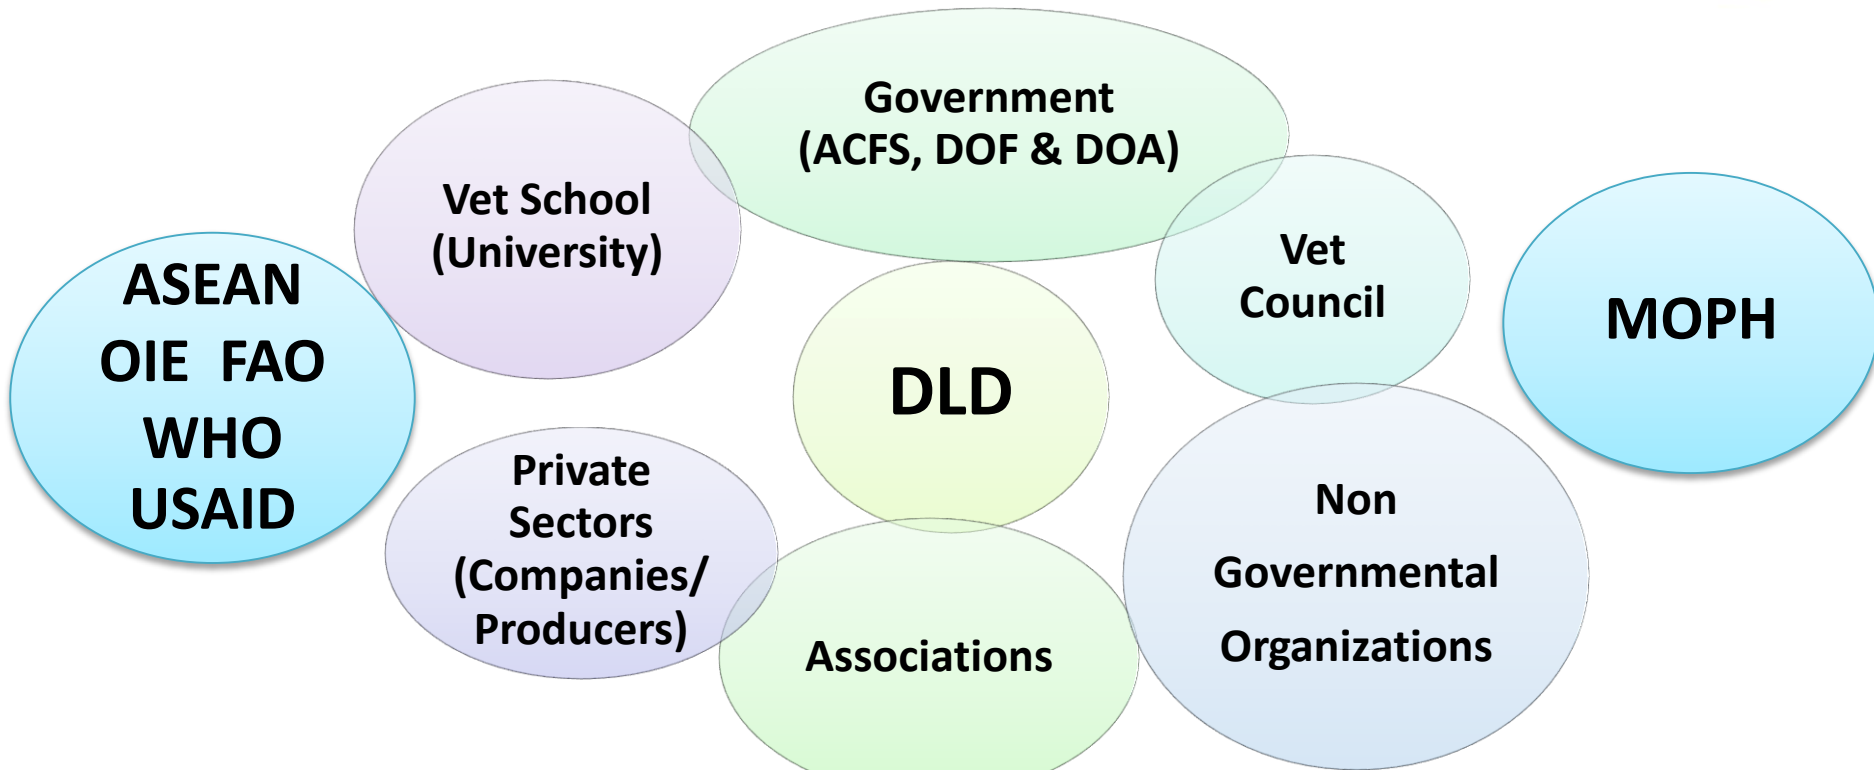 Government
(ACFS, DOF & DOA)
Vet School
(University)
Vet
Council
ASEAN
OIE FAO
WHO
USAID
MOPH
DLD
Private
Sectors
(Companies/
Producers)
Non
Governmental
Organizations
Associations